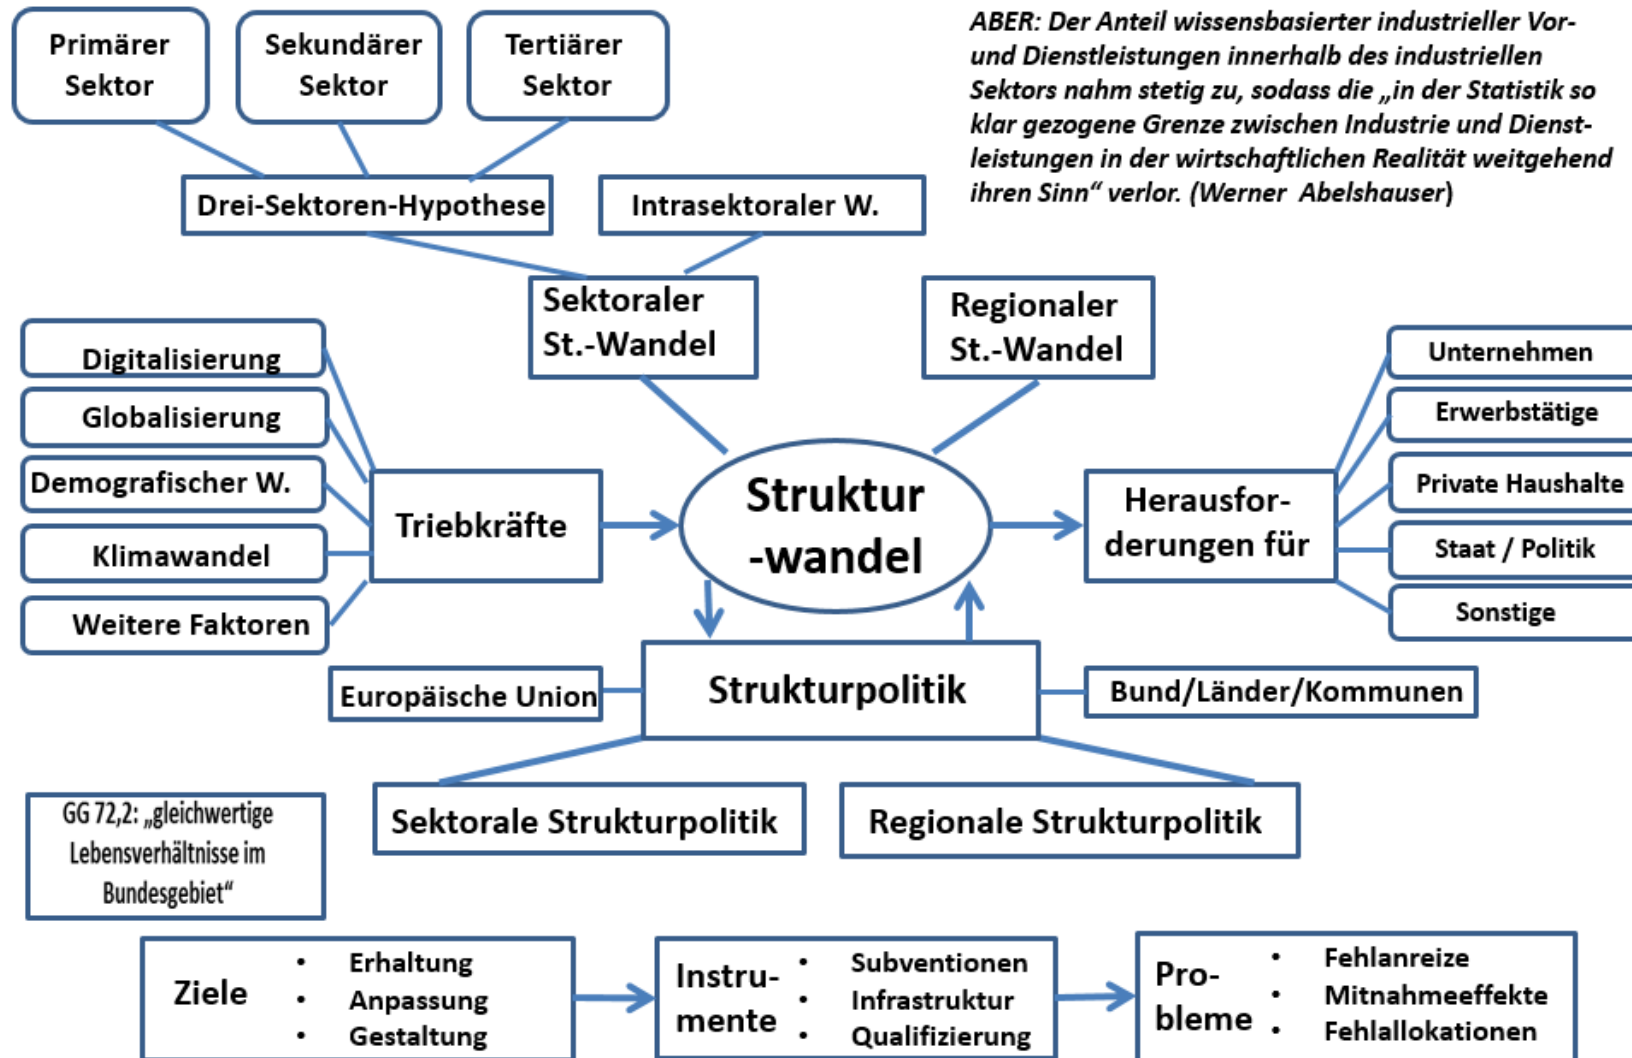 Primärer
Sektor
Sekundärer
Sektor
Tertiärer
Sektor
ABER: Der Anteil wissensbasierter industrieller Vor-
und Dienstleistungen innerhalb des industriellen
Sektors nahm stetig zu, sodass die „in der Statistik so
klar gezogene Grenze zwischen Industrie und Dienst-
leistungen in der wirtschaftlichen Realität weitgehend
ihren Sinn“ verlor. (Werner Abelshauser)
Drei-Sektoren-Hypothese
Intrasektoraler W.
Sektoraler
St.-Wandel
Regionaler
St.-Wandel
Digitalisierung
Globalisierung
Demografischer W.
Klimawandel
Weitere Faktoren
Triebkräfte
Struktur
-wandel
Herausfor-
derungen für
Unternehmen
Erwerbstätige
Private Haushalte
Staat / Politik
Sonstige
Europäische Union
Strukturpolitik
Bund/Länder/Kommunen
Sektorale Strukturpolitik
Regionale Strukturpolitik
GG 72,2: „gleichwertige
Lebensverhältnisse im
Bundesgebiet“
Ziele
• Erhaltung
• Anpassung
• Gestaltung
Instru-
mente
• Subventionen
• Infrastruktur
• Qualifizierung
Pro-
bleme
• Fehlanreize
• Mitnahmeeffekte
• Fehlallokationen